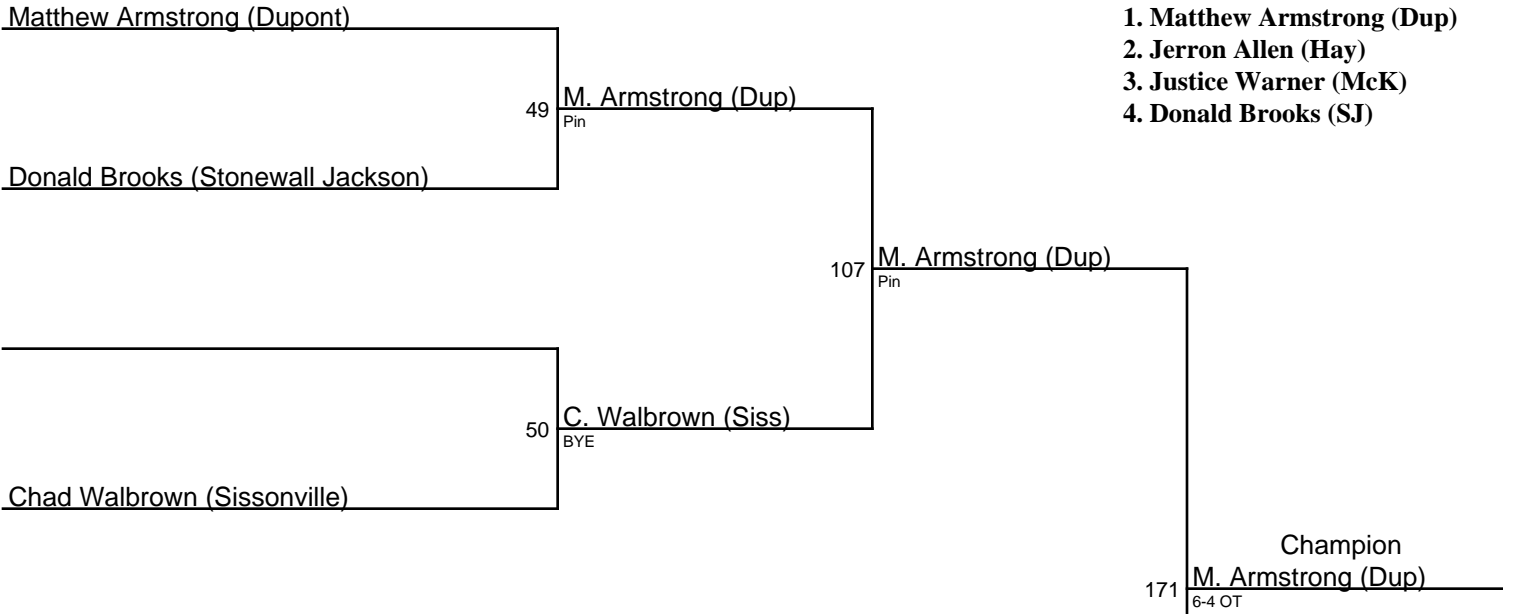 Matthew Armstrong (Dupont)
1. Matthew Armstrong (Dup)
2. Jerron Allen (Hay)
3. Justice Warner (McK)
4. Donald Brooks (SJ)
49 M. Armstrong (Dup)
Pin
Donald Brooks (Stonewall Jackson)
107 M. Armstrong (Dup)
Pin
50 C. Walbrown (Siss)
BYE
Chad Walbrown (Sissonville)
Champion
171 M. Armstrong (Dup)
6-4 OT